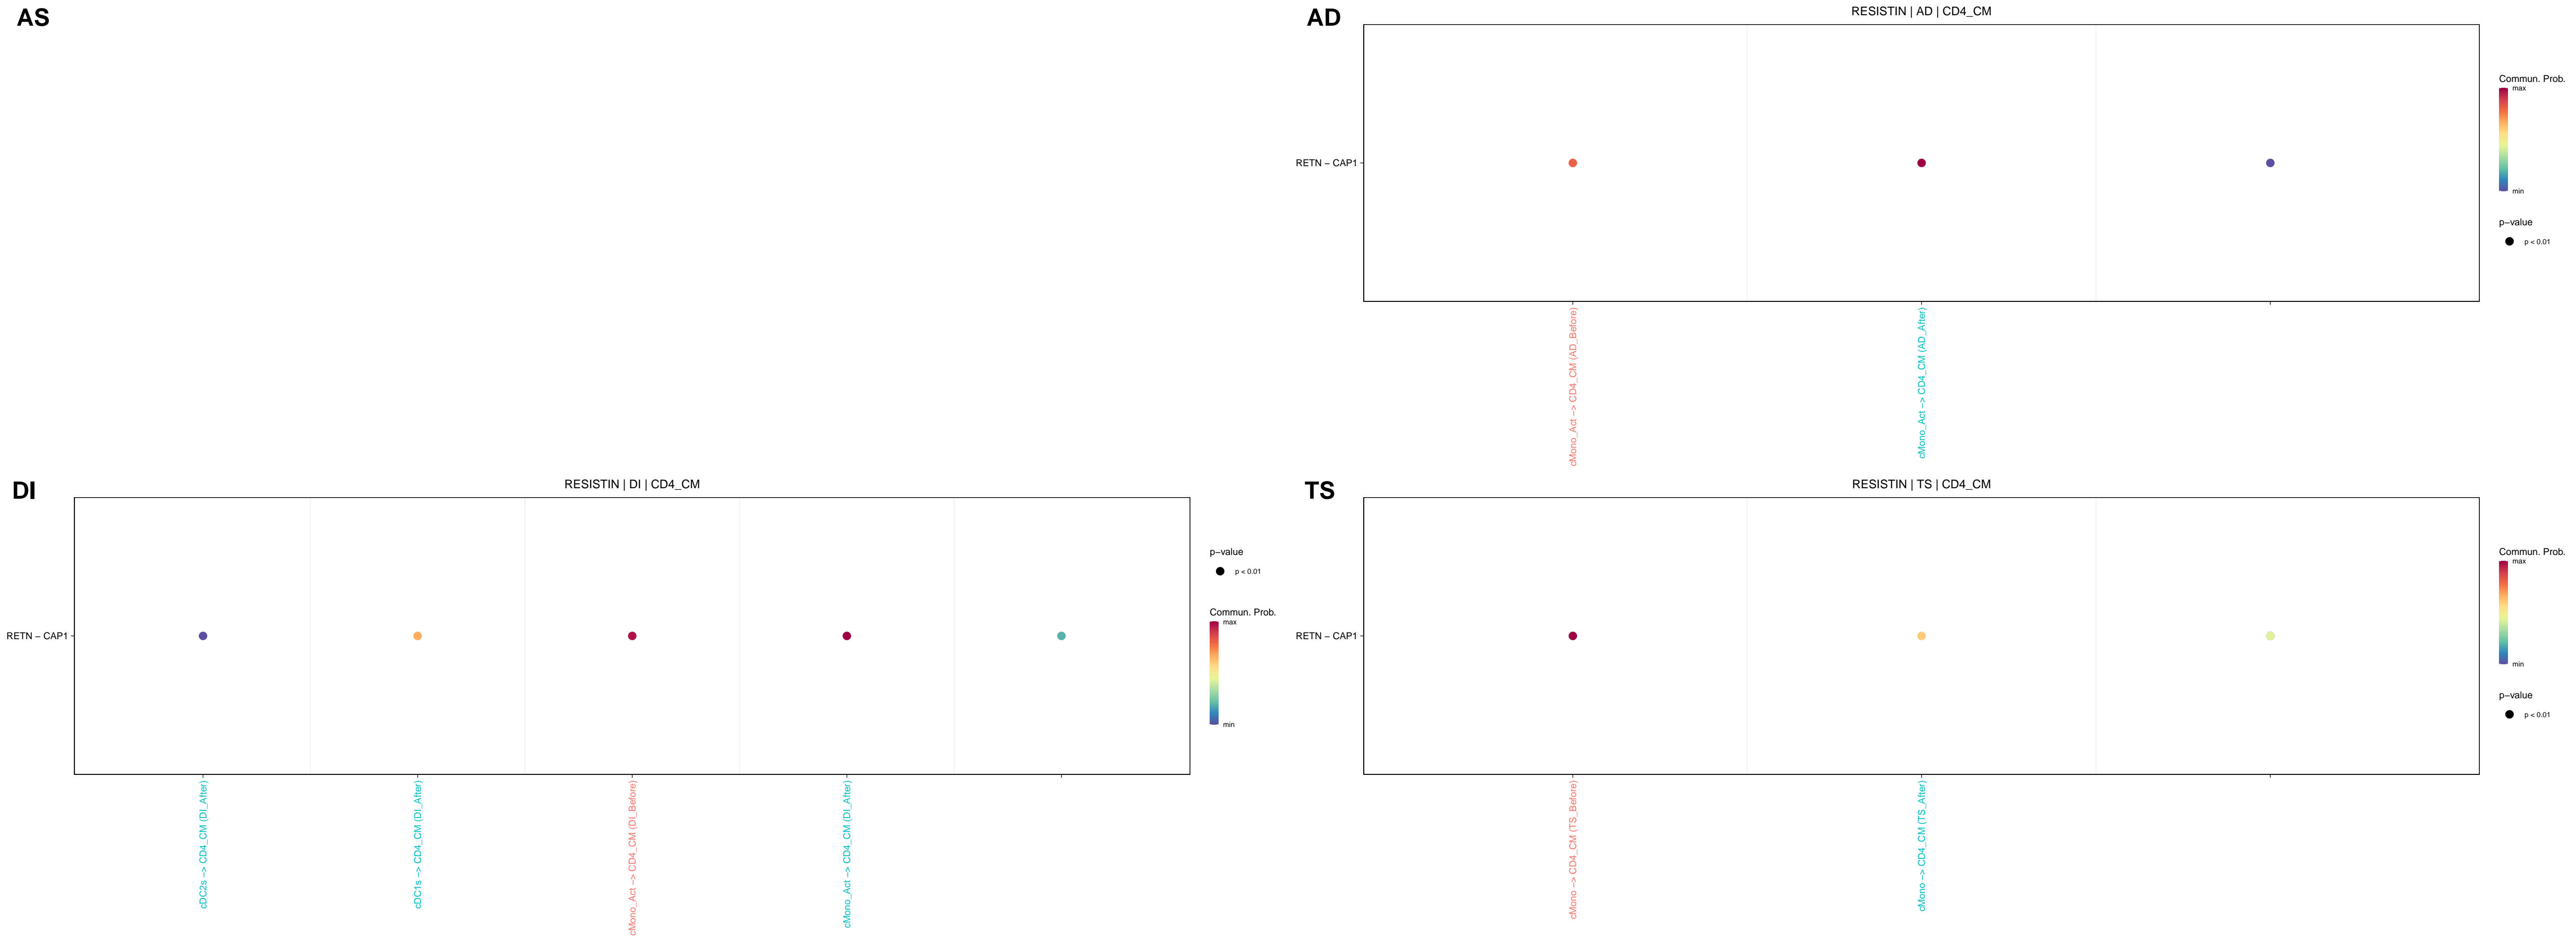 AS
AD
RESISTIN | AD | CD4_CM
RETN − CAP1
cMono_Act −> CD4_CM (AD_Before)
cMono_Act −> CD4_CM (AD_After)
Commun. Prob.
max
min
p−value
p < 0.01
DI
RESISTIN | DI | CD4_CM
RETN − CAP1
cDC2s −> CD4_CM (DI_After)
cDC1s −> CD4_CM (DI_After)
cMono_Act −> CD4_CM (DI_Before)
cMono_Act −> CD4_CM (DI_After)
p−value
p < 0.01
Commun. Prob.
max
min
TS
RESISTIN | TS | CD4_CM
RETN − CAP1
cMono −> CD4_CM (TS_Before)
cMono −> CD4_CM (TS_After)
Commun. Prob.
max
min
p−value
p < 0.01